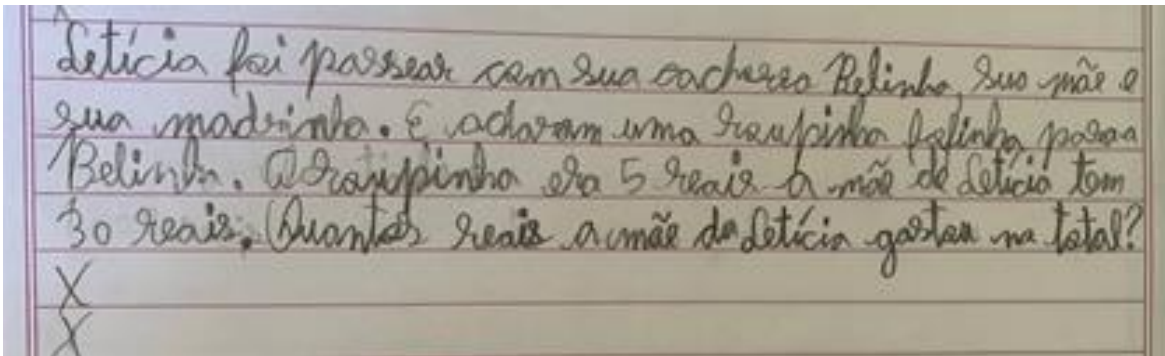 Letícia foi passear com sua cachorra Belinha, sua mãe e
sua madrinha. E acharam uma roupinha fofinha para a
Belinha. A roupinha era 5 reais a mãe de Letícia tem
30 reais. Quantos reais a mãe da Letícia gastou no total?
X
X